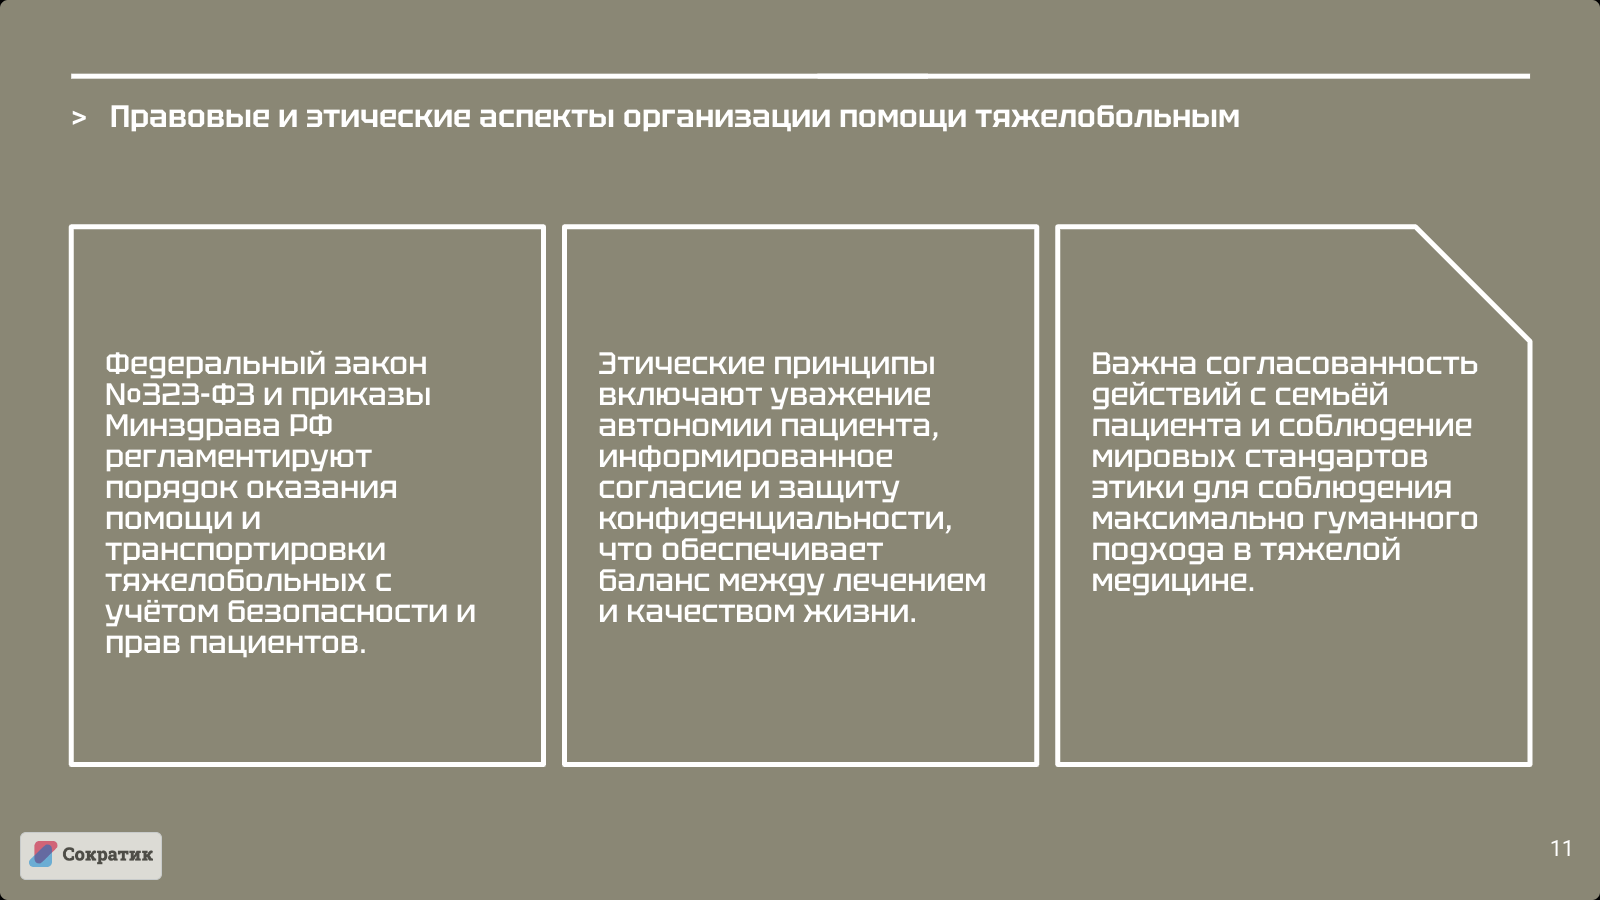 > Правовые и этические аспекты организации помощи тяжелобольным
Федеральный закон
№323-ФЗ и приказы
Минздрава РФ
регламентируют
порядок оказания
помощи и
транспортировки
тяжелобольных с
учётом безопасности и
прав пациентов.
Этические принципы
включают уважение
автономии пациента,
информированное
согласие и защиту
конфиденциальности,
что обеспечивает
баланс между лечением
и качеством жизни.
Важна согласованность
действий с семьёй
пациента и соблюдение
мировых стандартов
этики для соблюдения
максимально гуманного
подхода в тяжелой
медицине.
Сократик
11